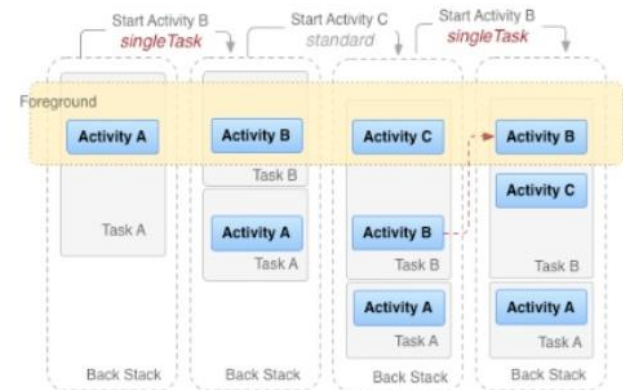 Start Activity B
singleTask
Start Activity C
standard
Start Activity B
singleTask
Foreground
Activity A
Activity B
Activity C
Activity B
Task B
Activity C
Task A
Activity A
Activity B
Task A
Task B
Task B
Activity A
Activity A
Task A
Task A
Back Stack
Back Stack
Back Stack
Back Stack